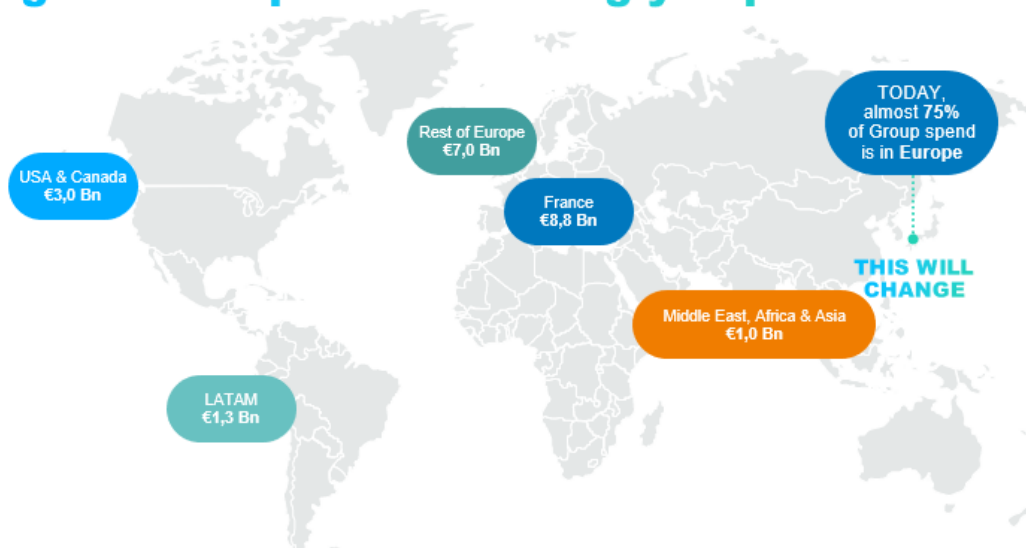 TODAY,
almost 75%
of Group spend
is in Europe
Rest of Europe
€7,0 Bn
USA & Canada
€3,0 Bn
France
€8,8 Bn
THIS WILL
CHANGE
Middle East, Africa & Asia
€1,0 Bn
LATAM
€1,3 Bn